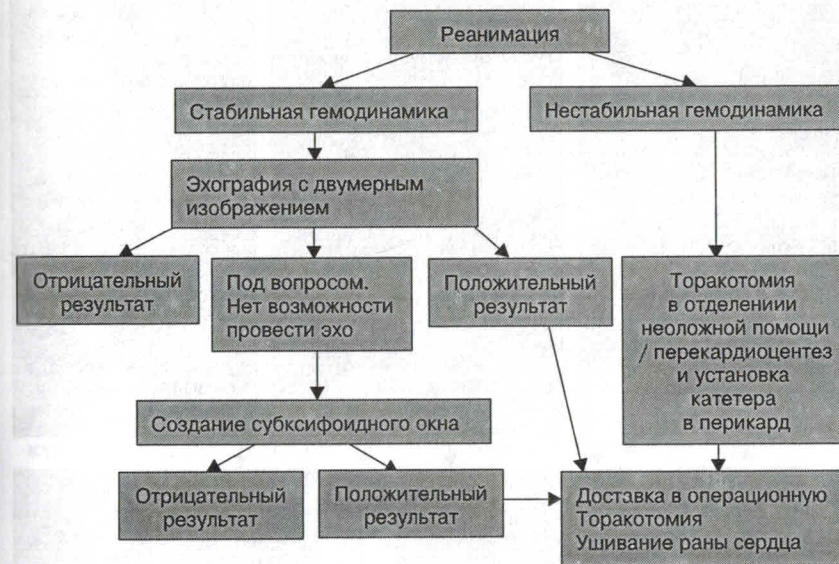 Реанимация
Стабильная гемодинамика
Нестабильная гемодинамика
Эхография с двумерным
изображением
Отрицательный
результат
Под вопросом.
Нет возможности
провести эхо
Положительный
результат
Торакотомия
в отделениии
неоложной помощи
/ перекардиоцентез
и установка
катетера
в перикард
Создание субксифоидного окна
Отрицательный
результат
Положительный
результат
Доставка в операционную
Торакотомия
Ушивание раны сердца